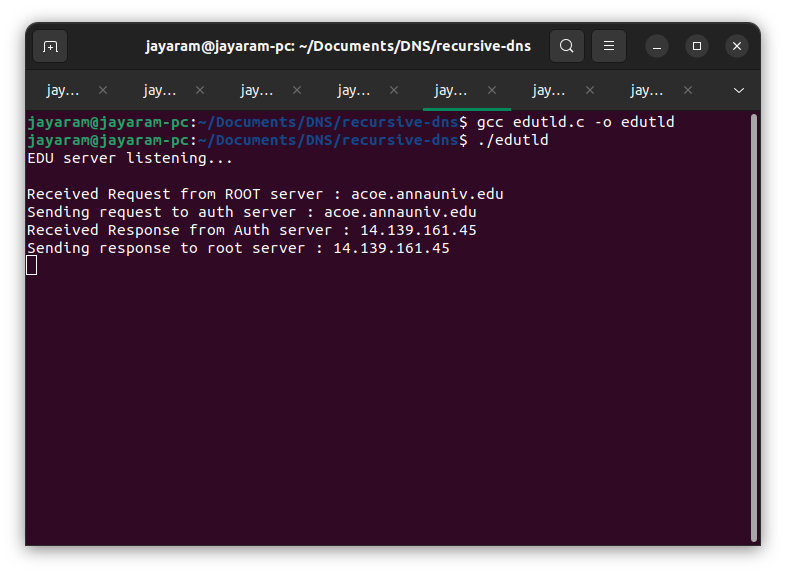 jayaram@jayaram-pc: ~/Documents/DNS/recursive-dns
jay... jay... jay... jay... jay... jay... jay...
jayaram@jayaram-pc:~/Documents/DNS/recursive-dns$ gcc edutld.c -o edutld
jayaram@jayaram-pc:~/Documents/DNS/recursive-dns$ ./edutld
EDU server listening...
Received Request from ROOT server : acoe.annauniv.edu
Sending request to auth server : acoe.annauniv.edu
Received Response from Auth server : 14.139.161.45
Sending response to root server : 14.139.161.45